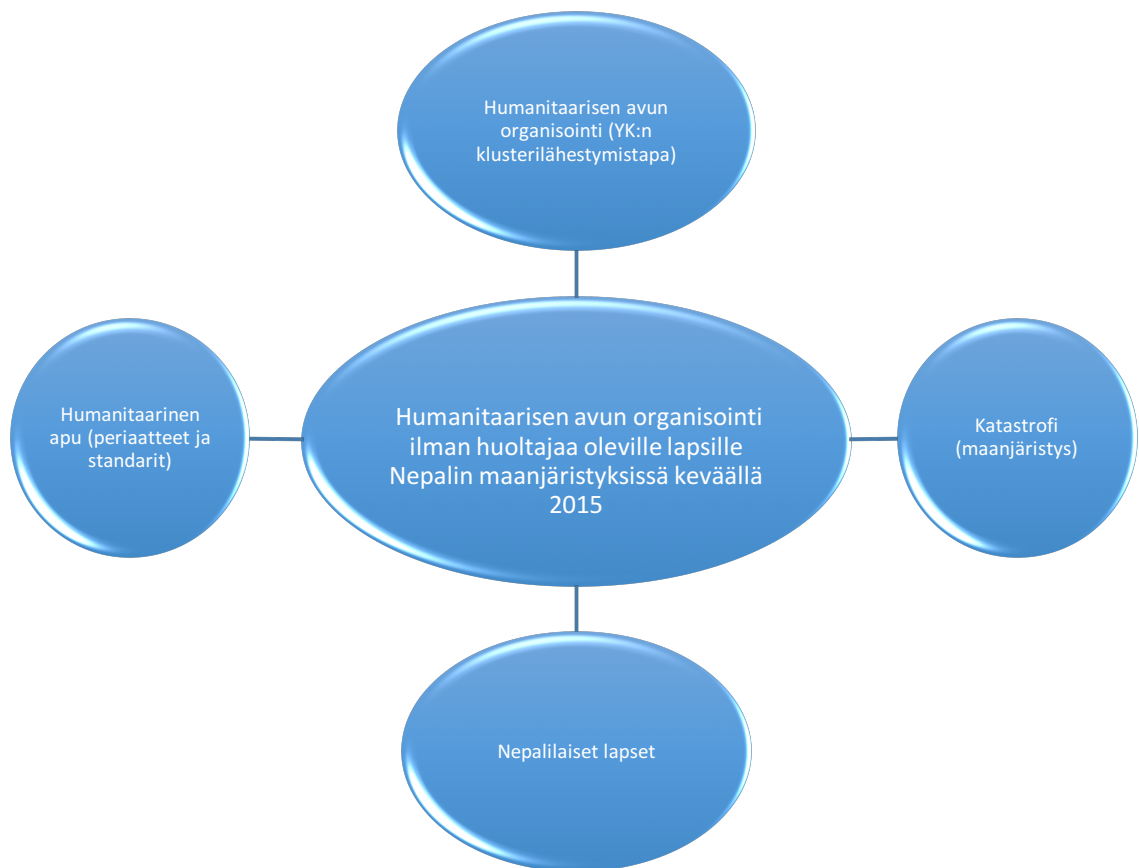 Humanitaarisen avun
organisointi (YK:n
klusterilähestymistapa)
Humanitaarinen
apu (periaatteet ja
standarit)
Humanitaarisen avun organisointi
ilman huoltajaa oleville lapsille
Nepalin maanjäristyksissä keväällä
2015
Katastrofi
(maanjäristys)
Nepalilaiset lapset